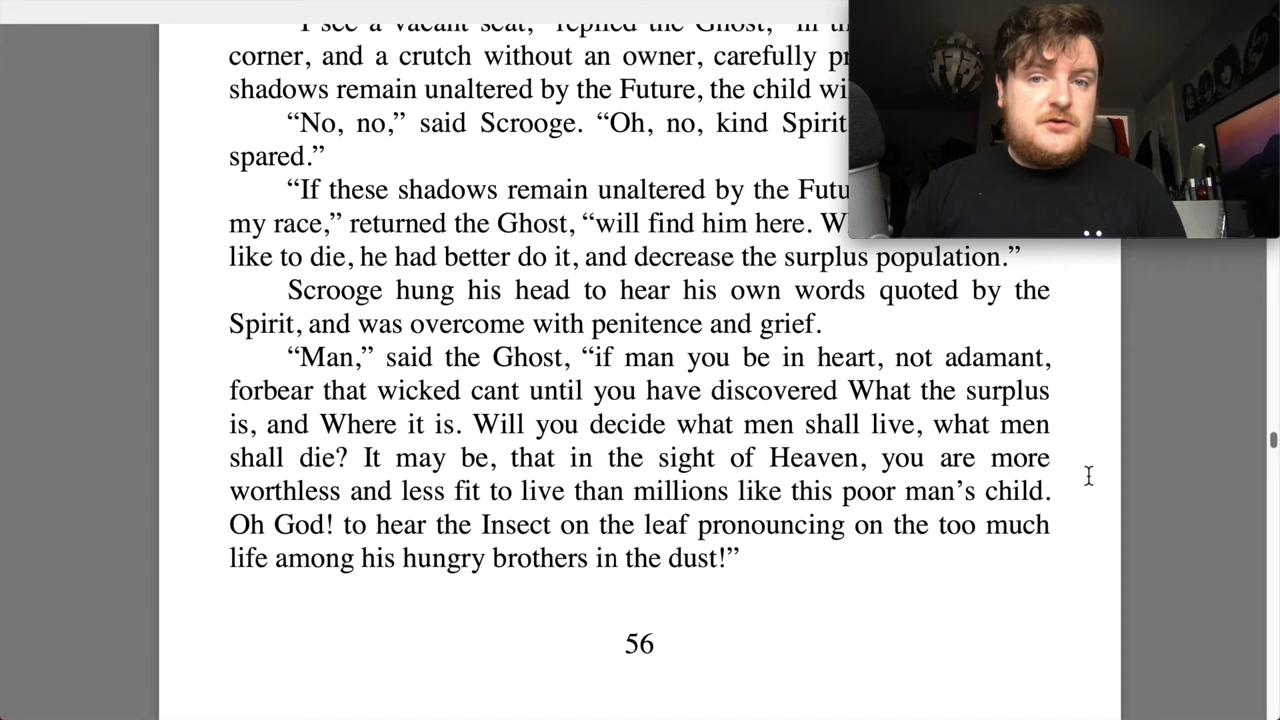 “I see a vacant seat,” replied the Ghost, “in
corner, and a crutch without an owner, carefully
shadows remain unaltered by the Future, the child
“No, no,” said Scrooge. “Oh, no, kind Spirit
spared.”
“If these shadows remain unaltered by the
my race,” returned the Ghost, “will find him here.
like to die, he had better do it, and decrease the surplus population.”
Scrooge hung his head to hear his own words quoted by the
Spirit, and was overcome with penitence and grief.
“Man,” said the Ghost, “if man you be in heart, not adamant,
forbear that wicked cant until you have discovered What the surplus
is, and Where it is. Will you decide what men shall live, what men
shall die? It may be, that in the sight of Heaven, you are more
worthless and less fit to live than millions like this poor man’s child.
Oh God! to hear the Insect on the leaf pronouncing on the too much
life among his hungry brothers in the dust!”
56